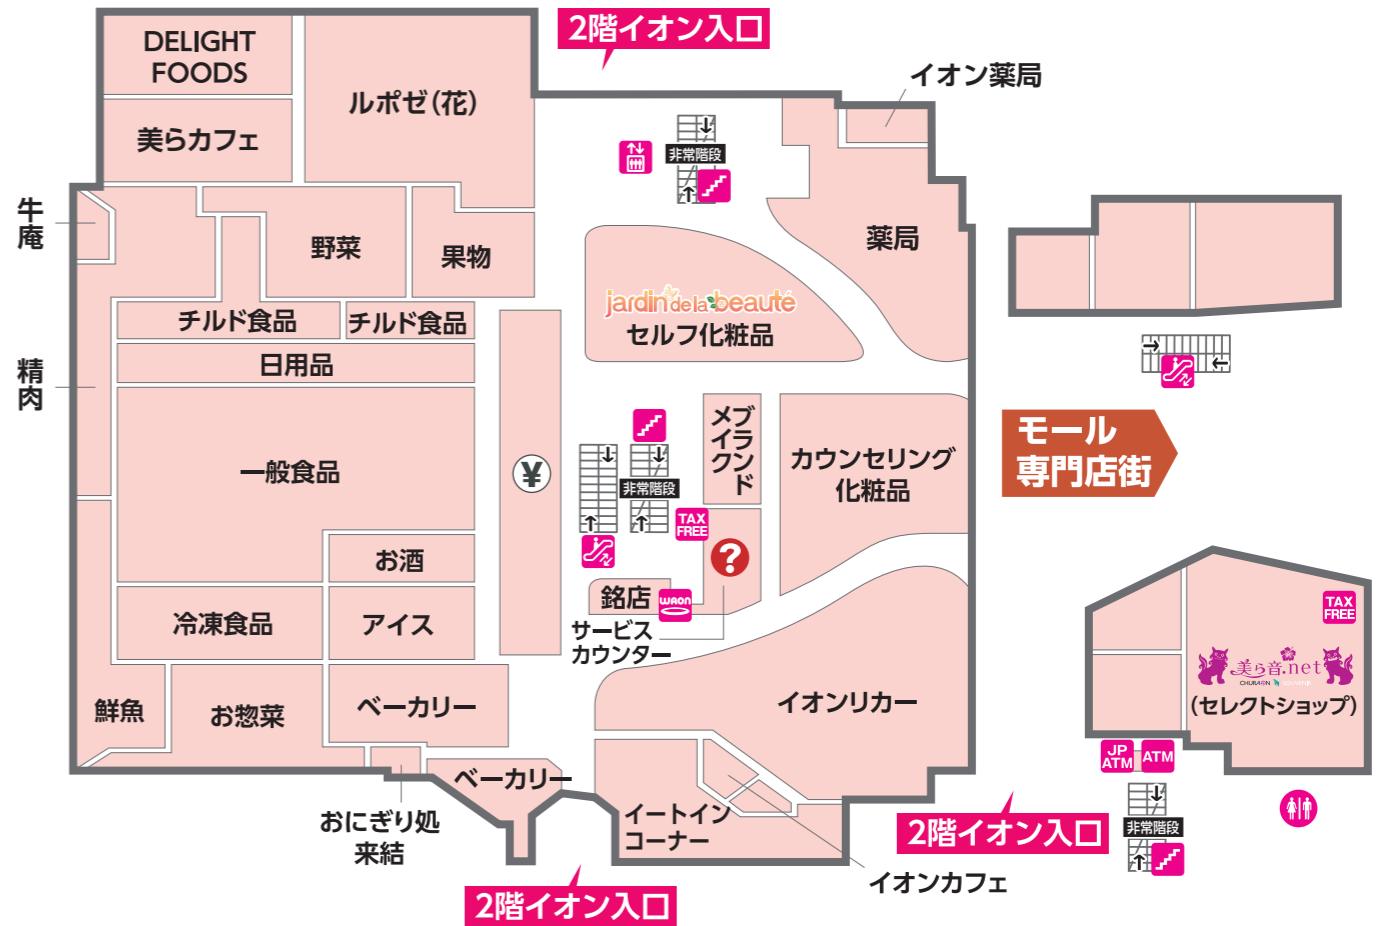 2階イオン入口
DELIGHT
FOODS
ルポゼ(花)
イオン薬局
美らカフェ
非常階段
牛庵
野菜
果物
薬局
jardin de la beauté
セルフ化粧品
チルド食品
チルド食品
日用品
精肉
ブランド
メイク
カウンセリング
化粧品
モール
専門店街
一般食品
¥
非常階段
TAX
FREE
?
お酒
銘店
WAON
サービス
カウンター
冷凍食品
アイス
TAX
FREE
美ら音.net
(セレクトショップ)
鮮魚
お惣菜
ベーカリー
イオンリカー
JP
ATM
ATM
ベーカリー
おにぎり処
来結
イートイン
コーナー
2階イオン入口
非常階段
イオンカフェ
2階イオン入口